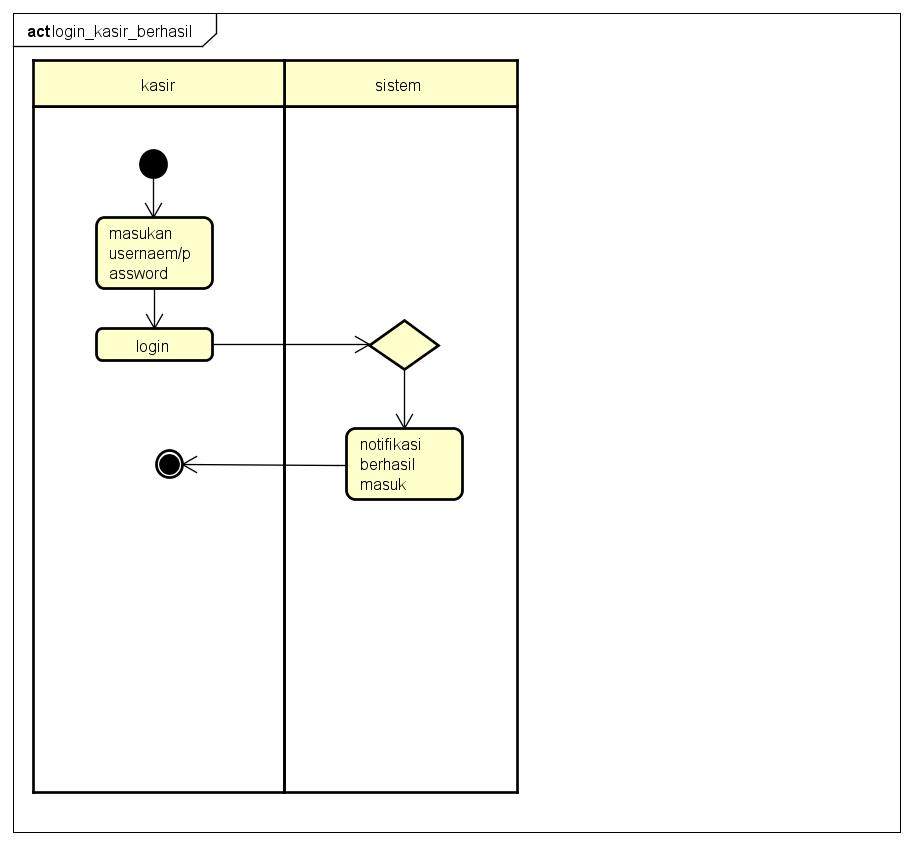 act login_kasir_berhasil
kasir
sistem
masukan
usernaem/p
assword
login
notifikasi
berhasil
masuk